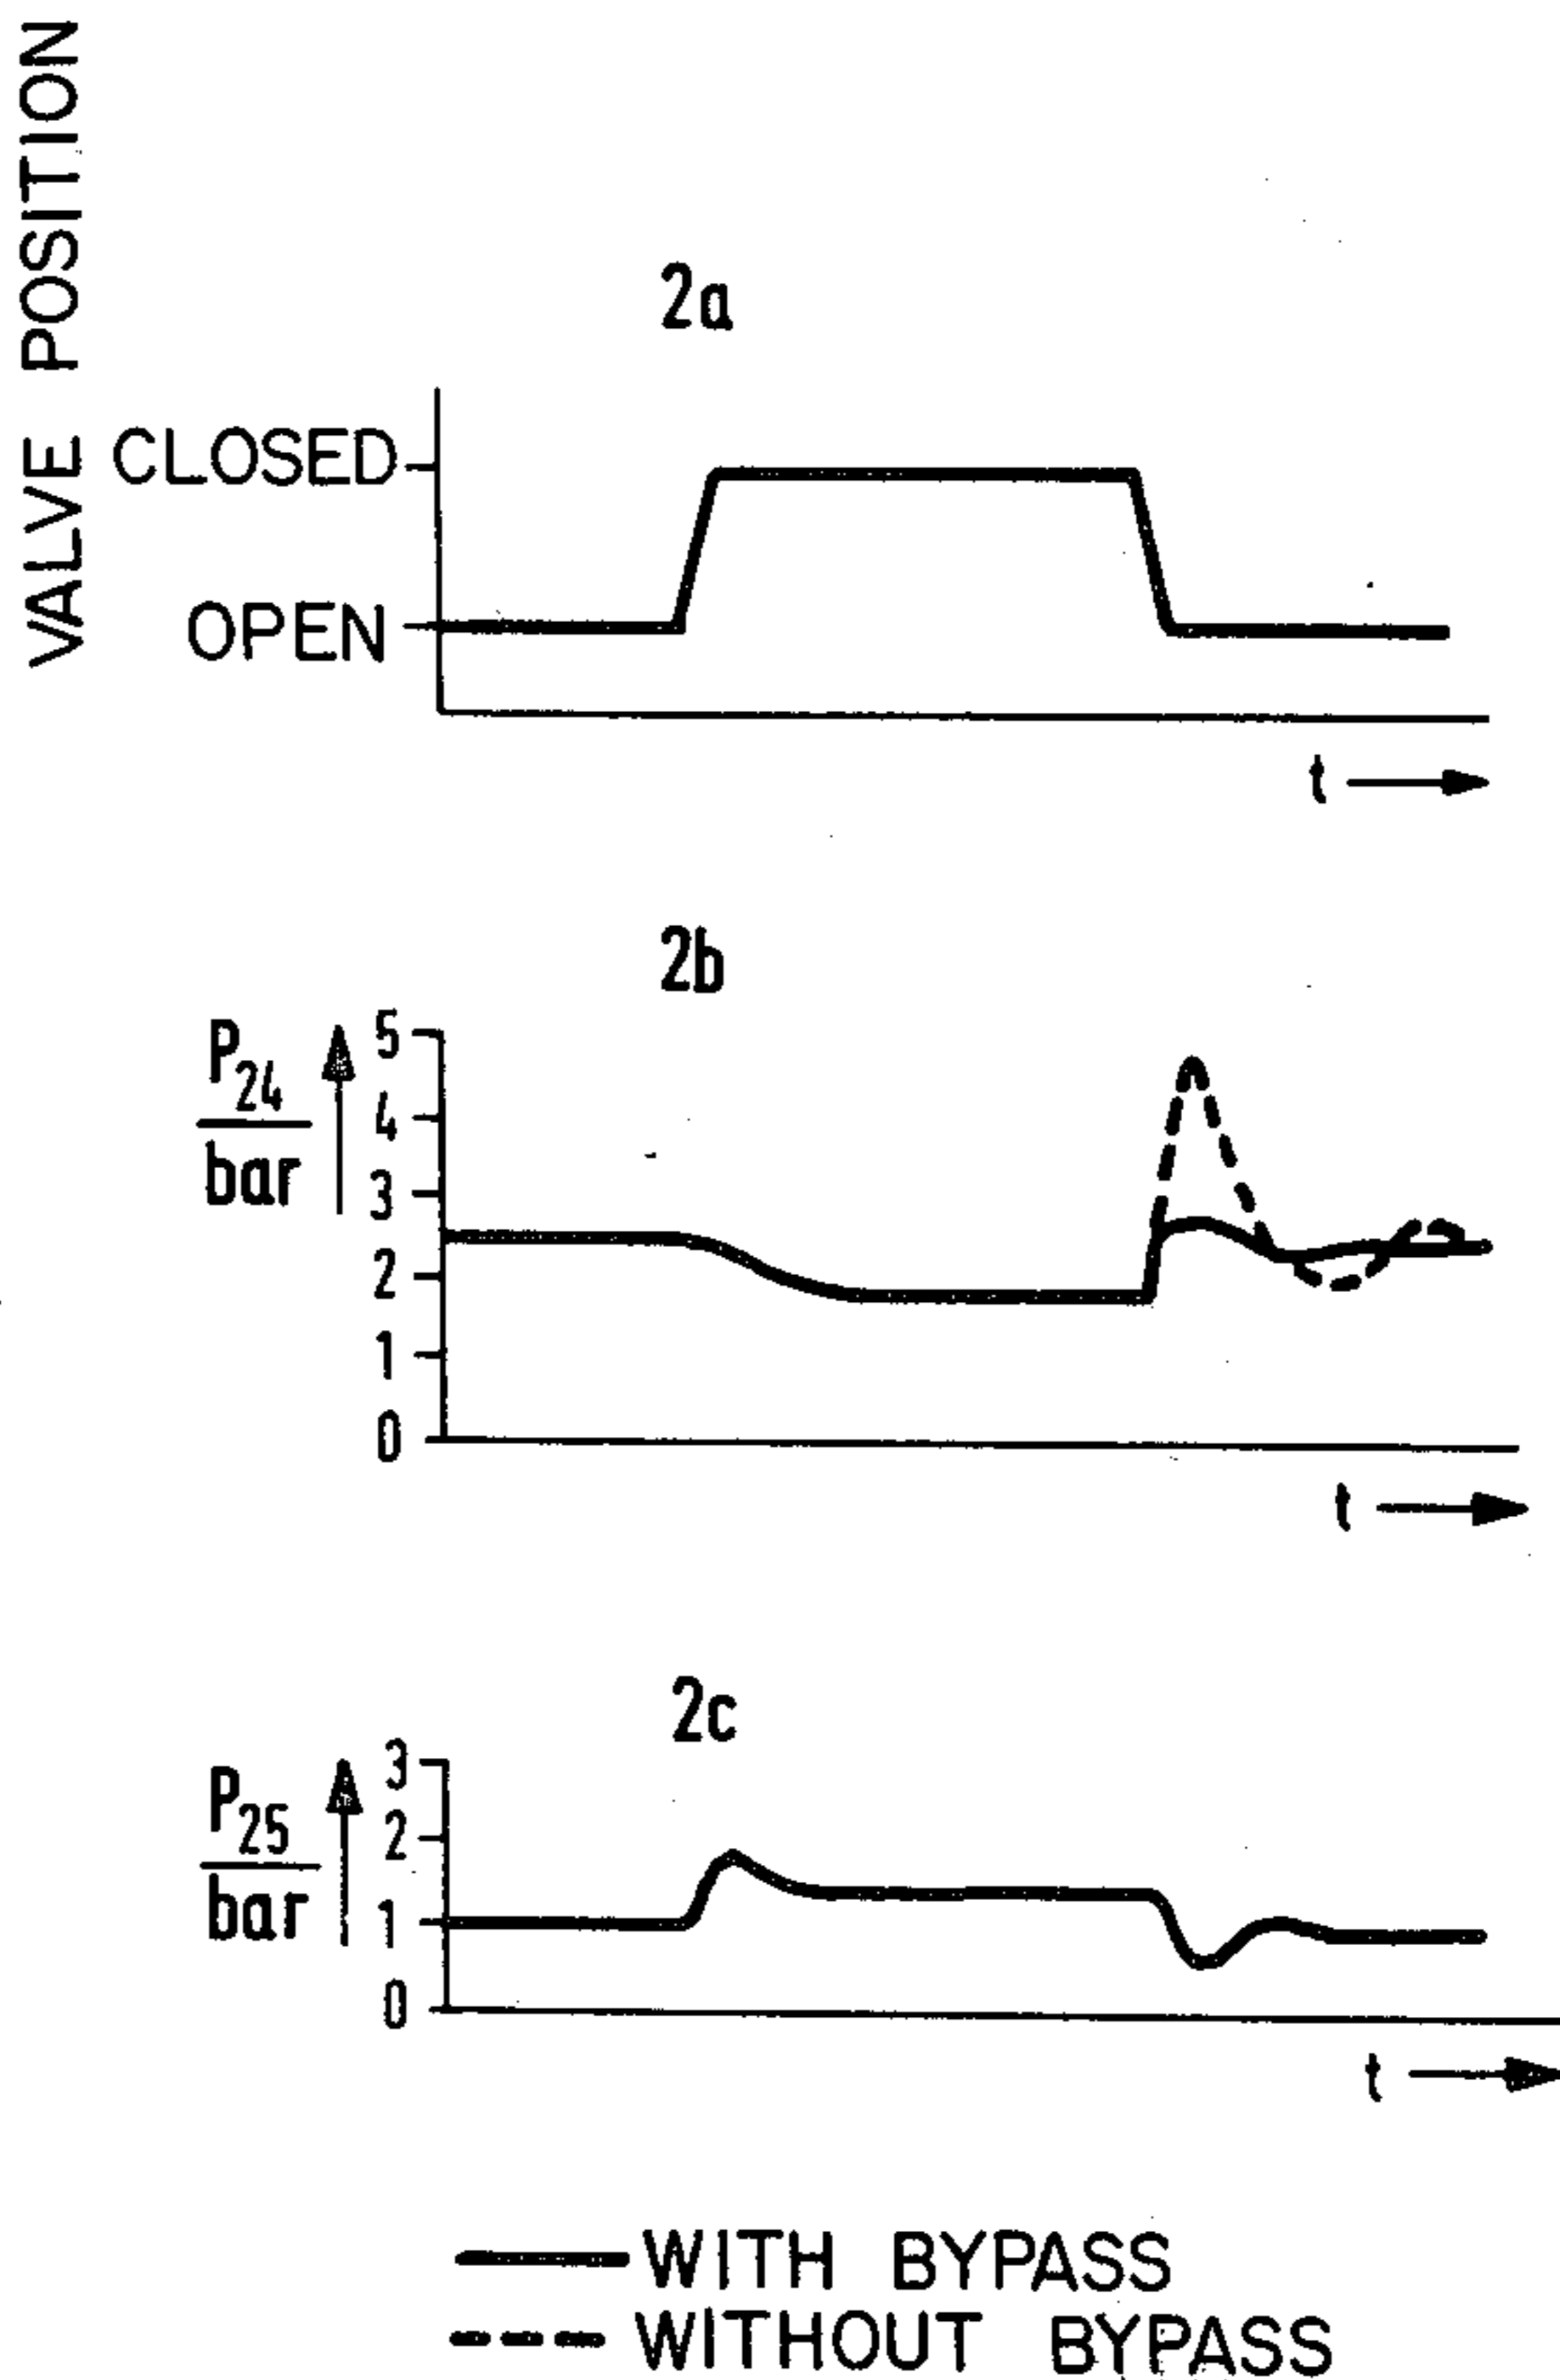 VALVE POSITION
2a
CLOSED
OPEN
t
2b
P24
bar
5
4
3
2
1
0
t
2c
P25
bar
3
2
1
0
t
WITH BYPASS
WITHOUT BYPASS